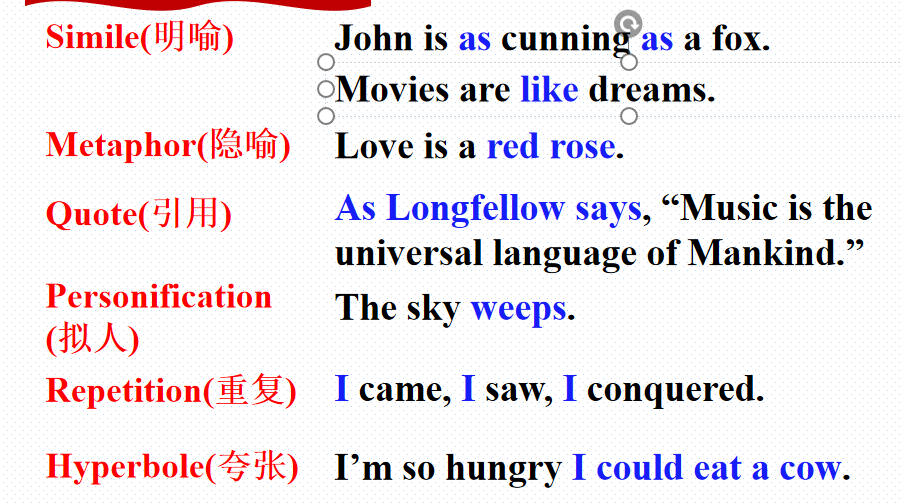 Simile(明喻) John is as cunning as a fox.
Movies are like dreams.
Metaphor(隐喻) Love is a red rose.
Quote(引用) As Longfellow says, “Music is the
universal language of Mankind.”
Personification
(拟人) The sky weeps.
Repetition(重复) I came, I saw, I conquered.
Hyperbole(夸张) I’m so hungry I could eat a cow.